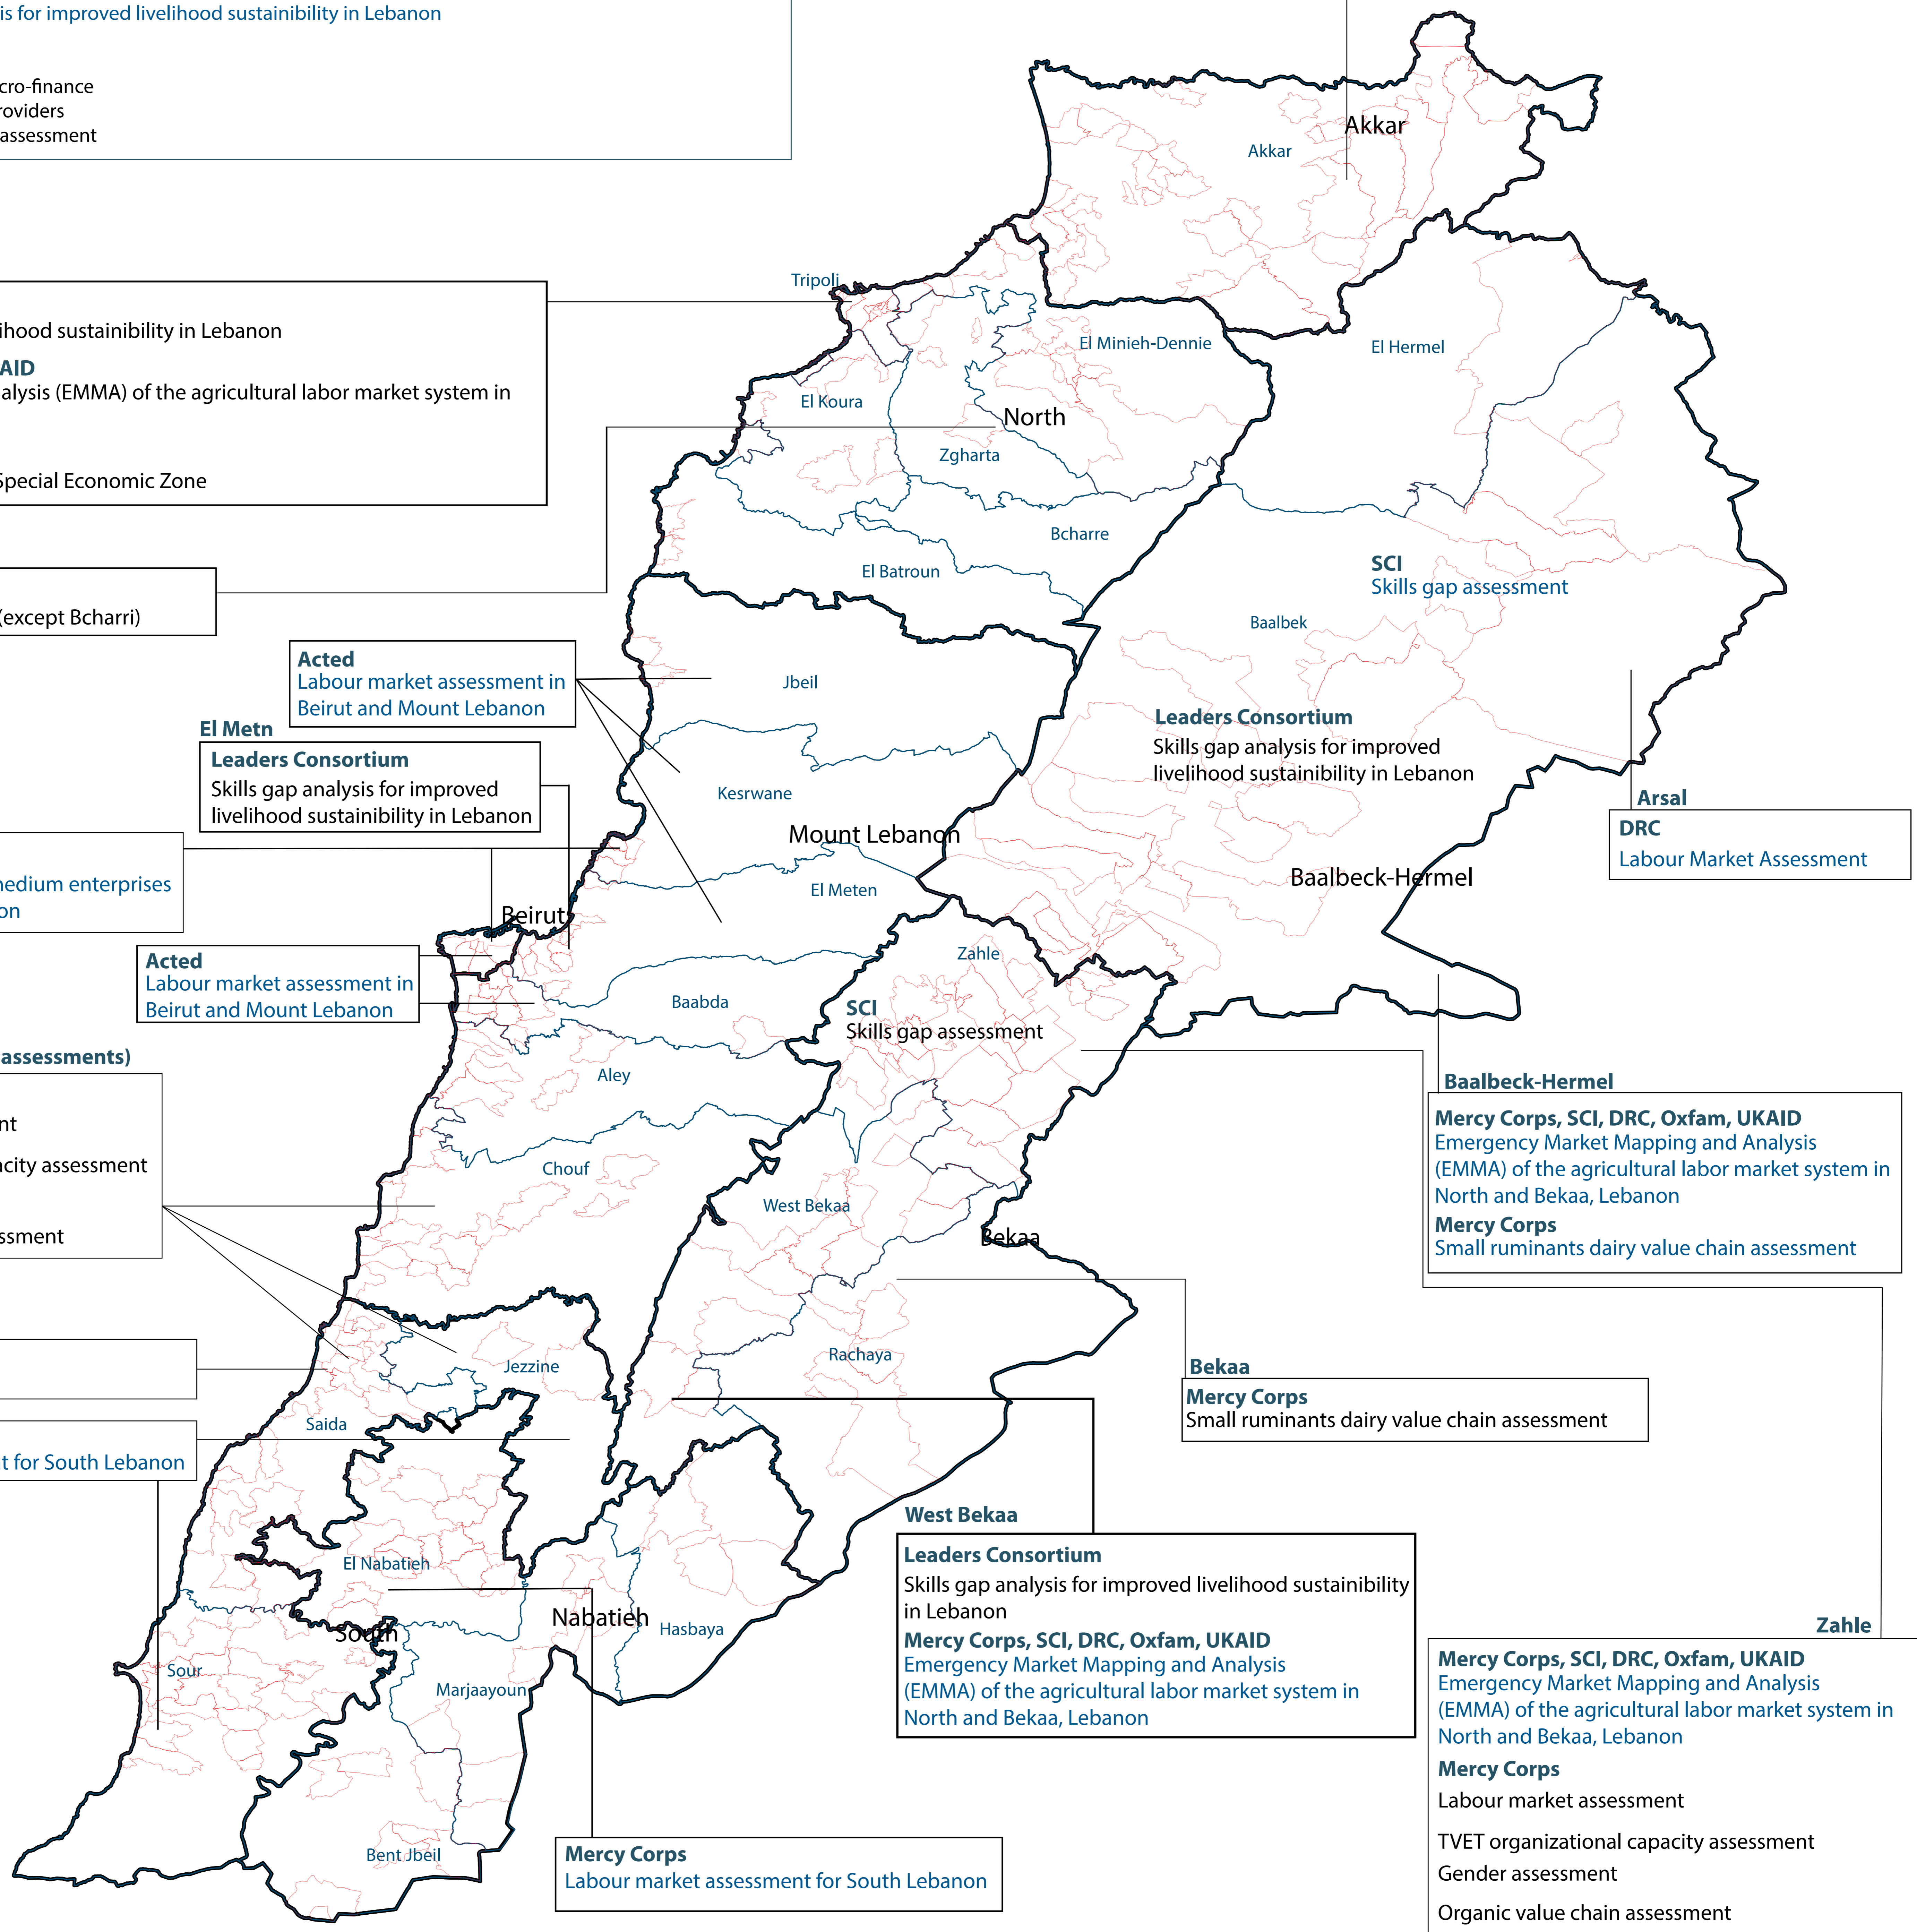 is for improved livelihood sustainibility in Lebanon
cro-finance
roviders
assessment
Akkar
Akkar
Tripoli
ihood sustainibility in Lebanon
AID
alysis (EMMA) of the agricultural labor market system in
Special Economic Zone
El Minieh-Dennie
El Hermel
El Koura
North
Zgharta
Bcharre
El Batroun
(except Bcharri)
SCI
Skills gap assessment
Baalbek
Acted
Labour market assessment in
Beirut and Mount Lebanon
Jbeil
El Metn
Leaders Consortium
Skills gap analysis for improved
livelihood sustainibility in Lebanon
Leaders Consortium
Skills gap analysis for improved
livelihood sustainibility in Lebanon
Kesrwane
Mount Lebanon
Arsal
DRC
Labour Market Assessment
Baalbeck-Hermel
medium enterprises
on
El Meten
Beirut
Acted
Labour market assessment in
Beirut and Mount Lebanon
Zahle
Baabda
SCI
Skills gap assessment
assessments)
nt
acity assessment
ssment
Aley
Chouf
West Bekaa
Bekaa
Baalbeck-Hermel
Mercy Corps, SCI, DRC, Oxfam, UKAID
Emergency Market Mapping and Analysis
(EMMA) of the agricultural labor market system in
North and Bekaa, Lebanon
Mercy Corps
Small ruminants dairy value chain assessment
Jezzine
Rachaya
Bekaa
Mercy Corps
Small ruminants dairy value chain assessment
Saida
t for South Lebanon
West Bekaa
Leaders Consortium
Skills gap analysis for improved livelihood sustainibility
in Lebanon
Mercy Corps, SCI, DRC, Oxfam, UKAID
Emergency Market Mapping and Analysis
(EMMA) of the agricultural labor market system in
North and Bekaa, Lebanon
El Nabatieh
Nabatieh
South
Hasbaya
Sour
Marjaayoun
Zahle
Mercy Corps, SCI, DRC, Oxfam, UKAID
Emergency Market Mapping and Analysis
(EMMA) of the agricultural labor market system in
North and Bekaa, Lebanon
Mercy Corps
Labour market assessment
TVET organizational capacity assessment
Gender assessment
Organic value chain assessment
Bent Jbeil
Mercy Corps
Labour market assessment for South Lebanon